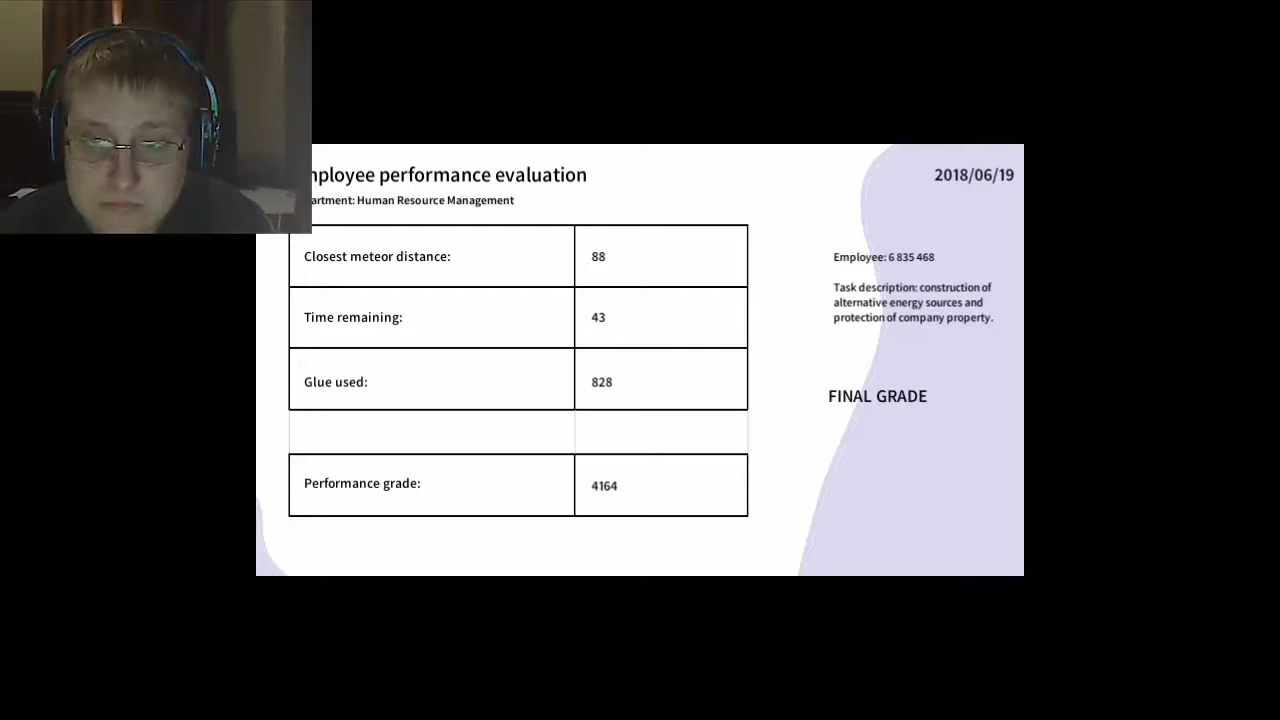 mployee performance evaluation
2018/06/19
artment: Human Resource Management
Closest meteor distance: 88
Time remaining: 43
Glue used: 828
Performance grade: 4164
Employee: 6 835 468
Task description: construction of
alternative energy sources and
protection of company property.
FINAL GRADE